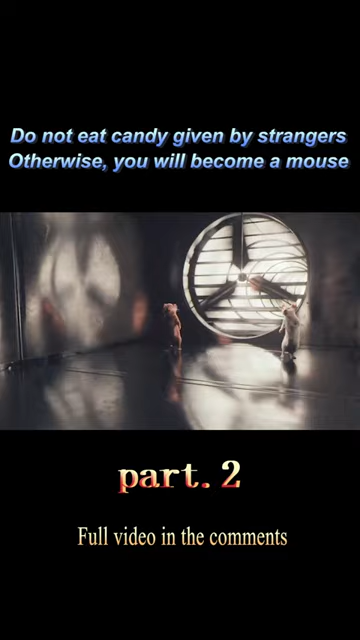 Do not eat candy given by strangers
Otherwise, you will become a mouse
part. 2
Full video in the comments